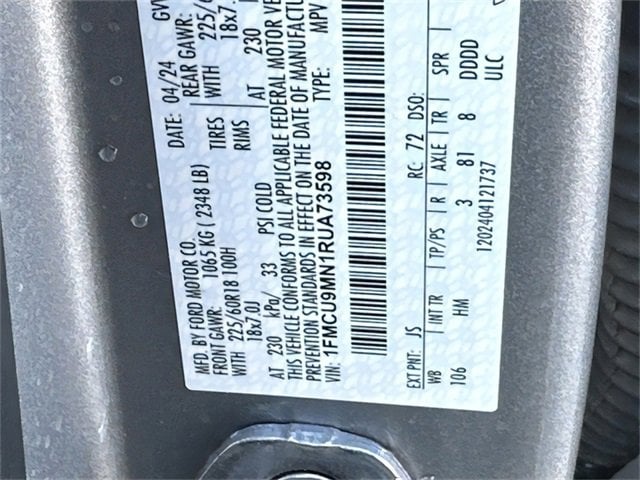 MFD. BY FORD MOTOR CO. DATE: 04/24 GV
FRONT GAWR: 1065 KG ( 2348 LB) REAR GAWR:
WITH 225/60R18 100H TIRES WITH 225/6
18x7.0J RIMS 18x7.
AT 230 kPa/ 33 PSI COLD AT 230
THIS VEHICLE CONFORMS TO ALL APPLICABLE FEDERAL MOTOR VE
PREVENTION STANDARDS IN EFFECT ON THE DATE OF MANUFACTU
VIN: 1FMCU9MN1RUA73598 TYPE: MPV
EXT PNT: JS RC: 72 DSO:
WB INT TR TP/PS R AXLE TR SPR
106 HM 3 81 8 DDDD
1202404121737 ULC